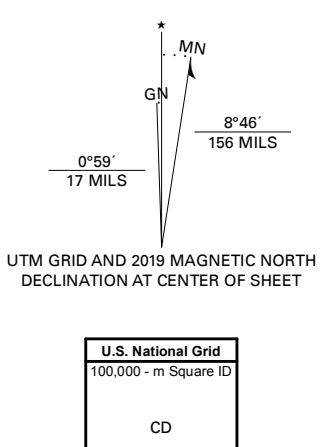 ★
MN
GN
8°46´
156 MILS
0°59´
17 MILS
UTM GRID AND 2019 MAGNETIC NORTH
DECLINATION AT CENTER OF SHEET
U.S. National Grid
100,000 - m Square ID
CD